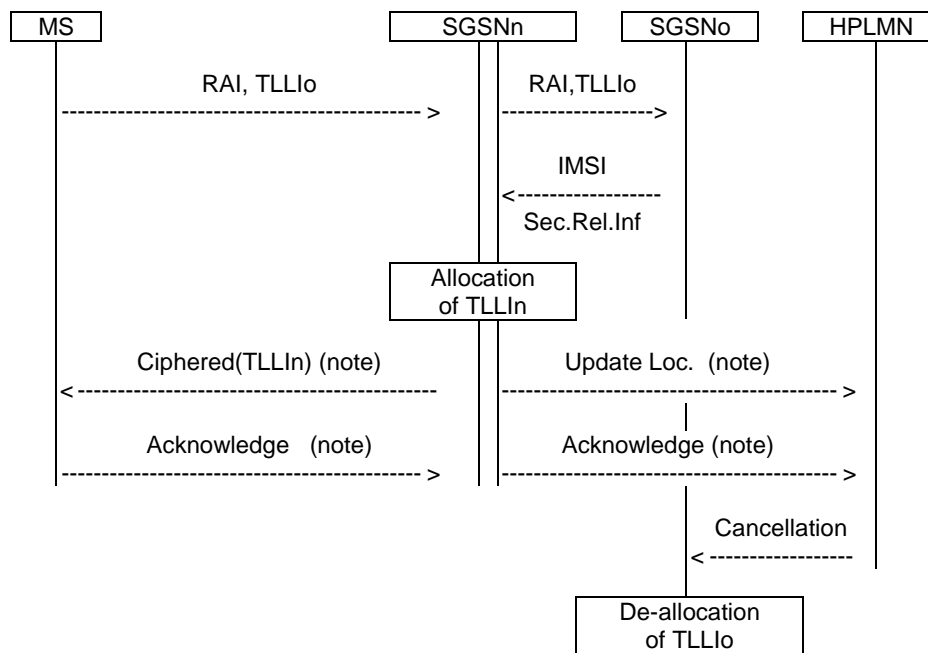 MS SGSNn SGSNo HPLMN
RAI, TLLIo RAI,TLLIo
IMSI
Sec.Rel.Inf
Allocation
of TLLIn
Ciphered(TLLIn) (note) Update Loc. (note)
Acknowledge (note) Acknowledge (note)
Cancellation
De-allocation
of TLLIo